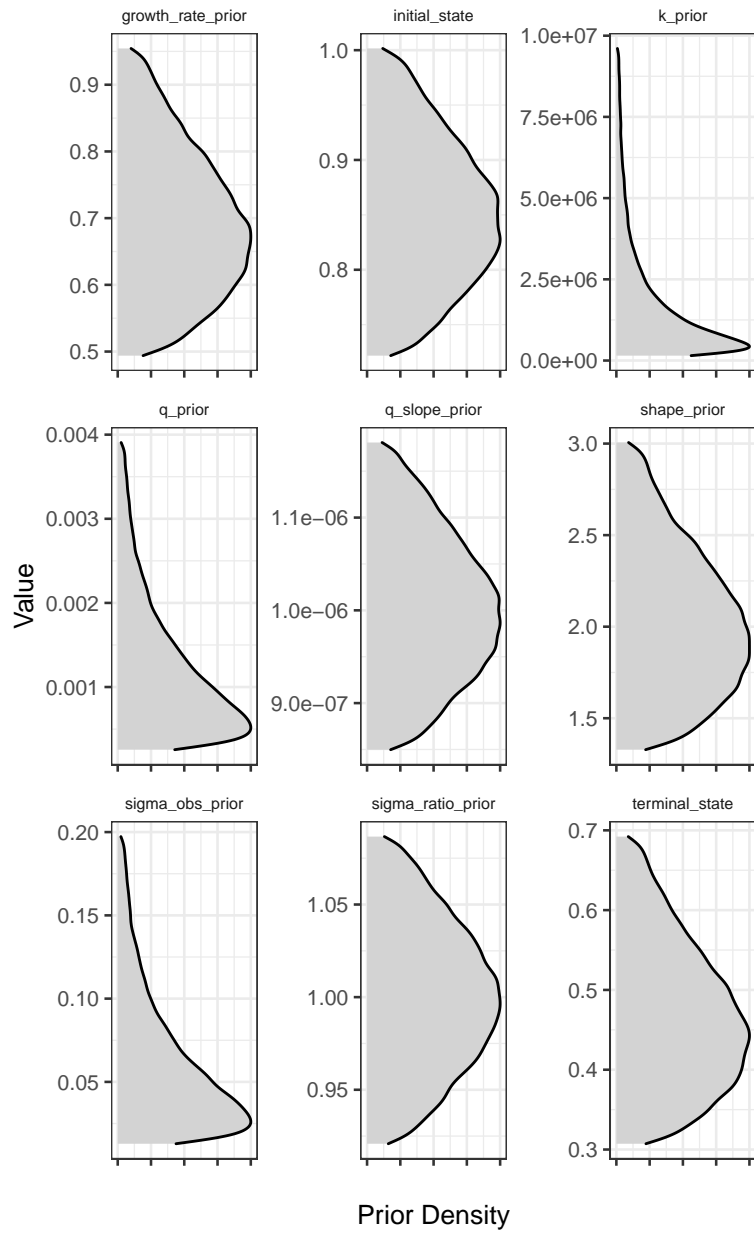 growth_rate_prior
initial_state
k_prior
0.9
0.8
0.7
0.6
0.5
1.0
0.9
0.8
1.0e+07
7.5e+06
5.0e+06
2.5e+06
0.0e+00
q_prior
q_slope_prior
shape_prior
0.004
0.003
0.002
0.001
1.1e−06
1.0e−06
9.0e−07
3.0
2.5
2.0
1.5
sigma_obs_prior
sigma_ratio_prior
terminal_state
0.20
0.15
0.10
0.05
1.05
1.00
0.95
0.7
0.6
0.5
0.4
0.3
Value
Prior Density